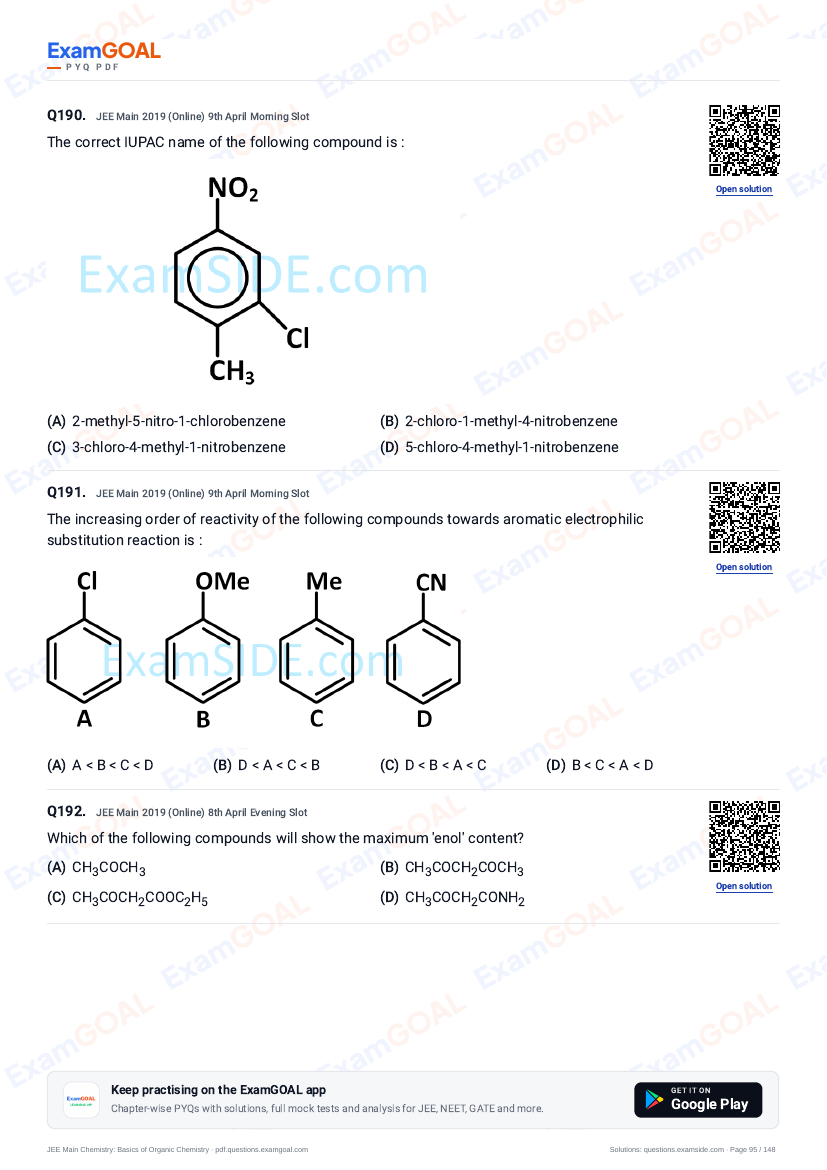 ExamGOAL
PYQ PDF
Q190. JEE Main 2019 (Online) 9th April Morning Slot
The correct IUPAC name of the following compound is :
Open solution
NO₂
ExamSIDE.com
Cl
CH₃
(A) 2-methyl-5-nitro-1-chlorobenzene (B) 2-chloro-1-methyl-4-nitrobenzene
(C) 3-chloro-4-methyl-1-nitrobenzene (D) 5-chloro-4-methyl-1-nitrobenzene
Q191. JEE Main 2019 (Online) 9th April Morning Slot
The increasing order of reactivity of the following compounds towards aromatic electrophilic
substitution reaction is :
Open solution
Cl OMe Me CN
ExamSIDE.com
A B C D
(A) A < B < C < D (B) D < A < C < B (C) D < B < A < C (D) B < C < A < D
Q192. JEE Main 2019 (Online) 8th April Evening Slot
Which of the following compounds will show the maximum 'enol' content?
(A) CH₃COCH₃ (B) CH₃COCH₂COCH₃
Open solution
(C) CH₃COCH₂COOC₂H₅ (D) CH₃COCH₂CONH₂
ExamGOAL
Keep practising on the ExamGOAL app
Chapter-wise PYQs with solutions, full mock tests and analysis for JEE, NEET, GATE and more.
GET IT ON
Google Play
JEE Main Chemistry: Basics of Organic Chemistry · pdf.questions.examgoal.com Solutions: questions.examside.com · Page 95 / 148